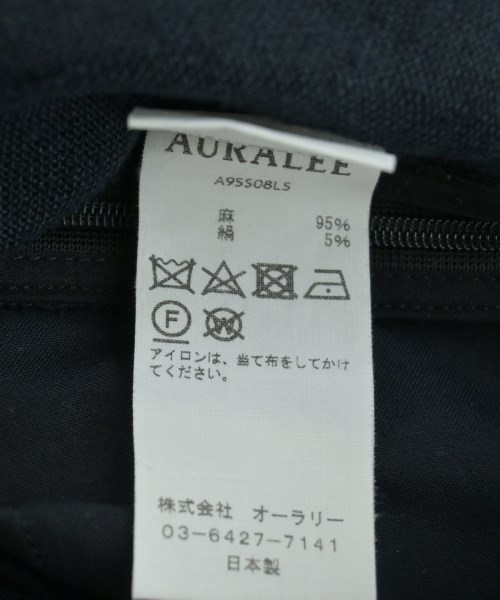 AURALEE
A9SS08LS
麻 95%
絹 5%
F
W
アイロンは、当て布をしてかけ
てください。
株式会社 オーラリー
03-6427-7141
日本製